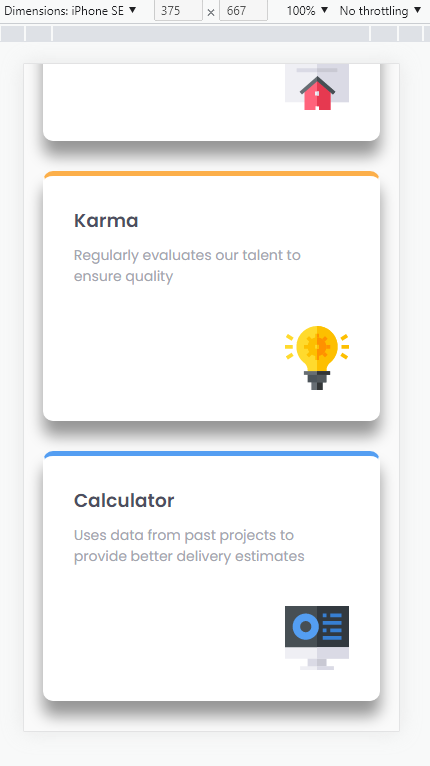 Dimensions: iPhone SE ▼ 375 × 667 100% ▼ No throttling ▼
Karma
Regularly evaluates our talent to
ensure quality
Calculator
Uses data from past projects to
provide better delivery estimates